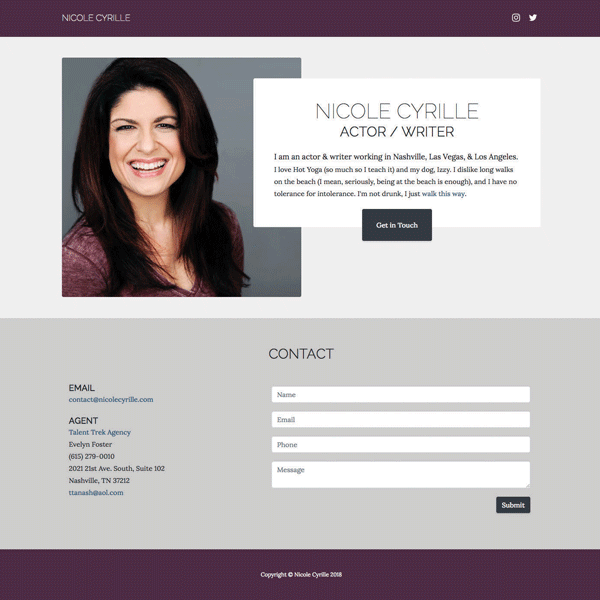 NICOLE CYRILLE
NICOLE CYRILLE
ACTOR / WRITER
I am an actor & writer working in Nashville, Las Vegas, & Los Angeles.
I love Hot Yoga (so much so I teach it) and my dog, Izzy. I dislike long walks
on the beach (I mean, seriously, being at the beach is enough), and I have no
tolerance for intolerance. I'm not drunk, I just walk this way.
Get in Touch
CONTACT
EMAIL
contact@nicolecyrille.com
AGENT
Talent Trek Agency
Evelyn Foster
(615) 279-0010
2021 21st Ave. South, Suite 102
Nashville, TN 37212
ttanash@aol.com
Name
Email
Phone
Message
Submit
Copyright © Nicole Cyrille 2018